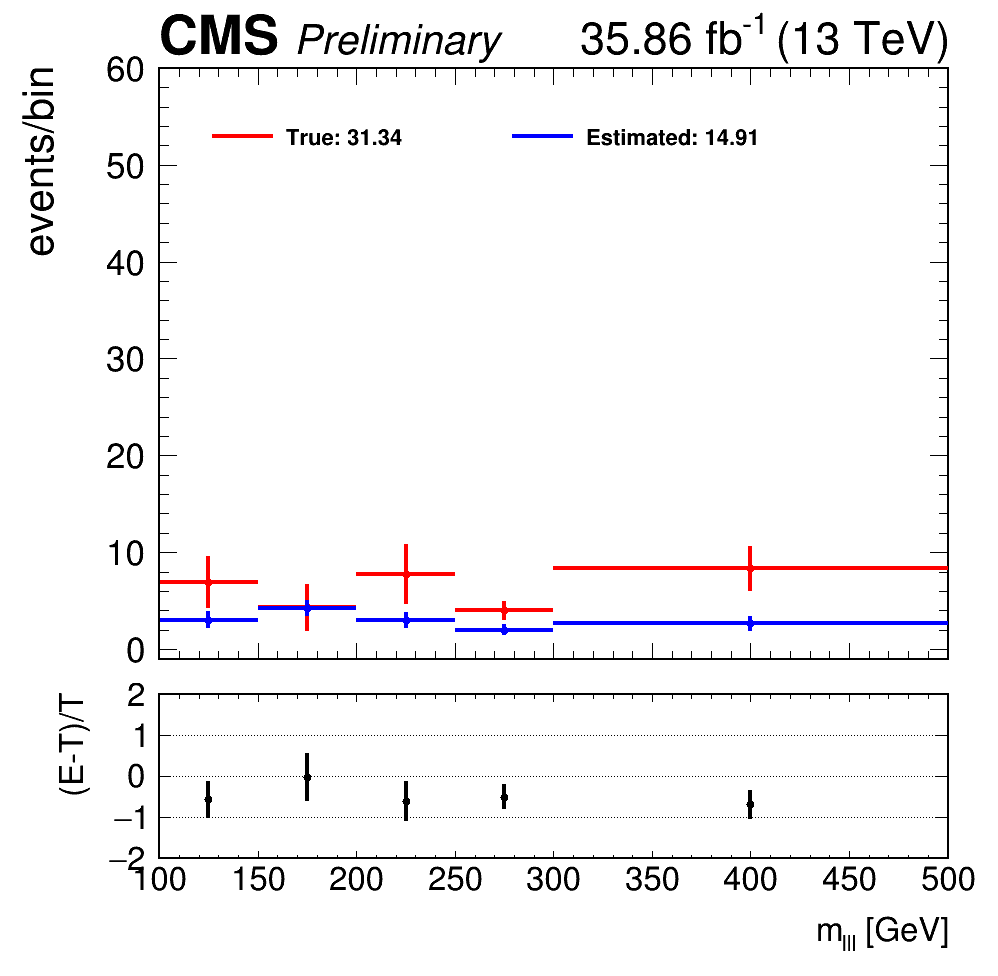 CMS Preliminary 35.86 fb⁻¹ (13 TeV)
events/bin
60
50
40
30
20
10
0
True: 31.34 Estimated: 14.91
(E-T)/T
2
1
0
−1
−2
100 150 200 250 300 350 400 450 500
m_lll [GeV]